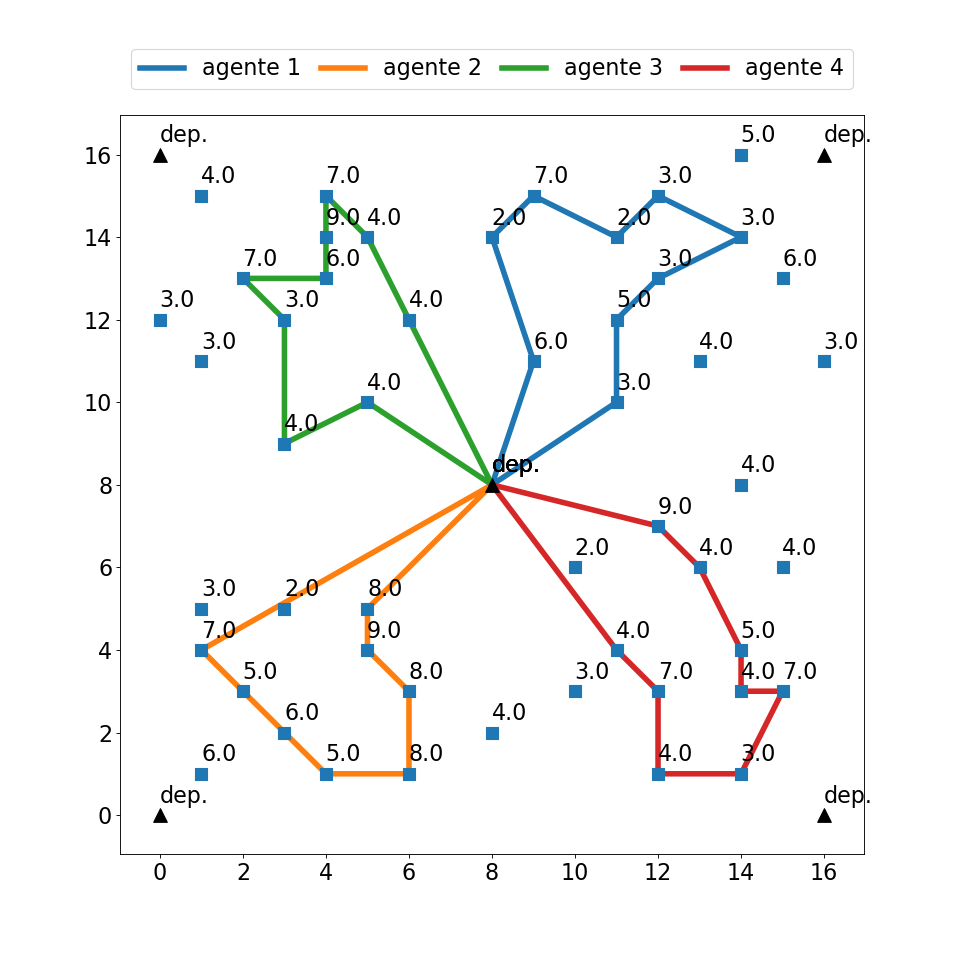 agente 1 agente 2 agente 3 agente 4
dep. 5.0 dep.
16
4.0 7.0 7.0 3.0
9.0 4.0 2.0 2.0 3.0
14
7.0 6.0 3.0 6.0
3.0 3.0 4.0 5.0
12
3.0 6.0 4.0 3.0
4.0 3.0
10
4.0
dep. dep. 4.0
8
9.0
2.0 4.0 4.0
6
3.0 2.0 8.0
7.0 9.0 4.0 5.0
4
5.0 8.0 3.0 7.0 4.0 7.0
6.0 4.0
2
6.0 5.0 8.0 4.0 3.0
dep. dep.
0
0 2 4 6 8 10 12 14 16